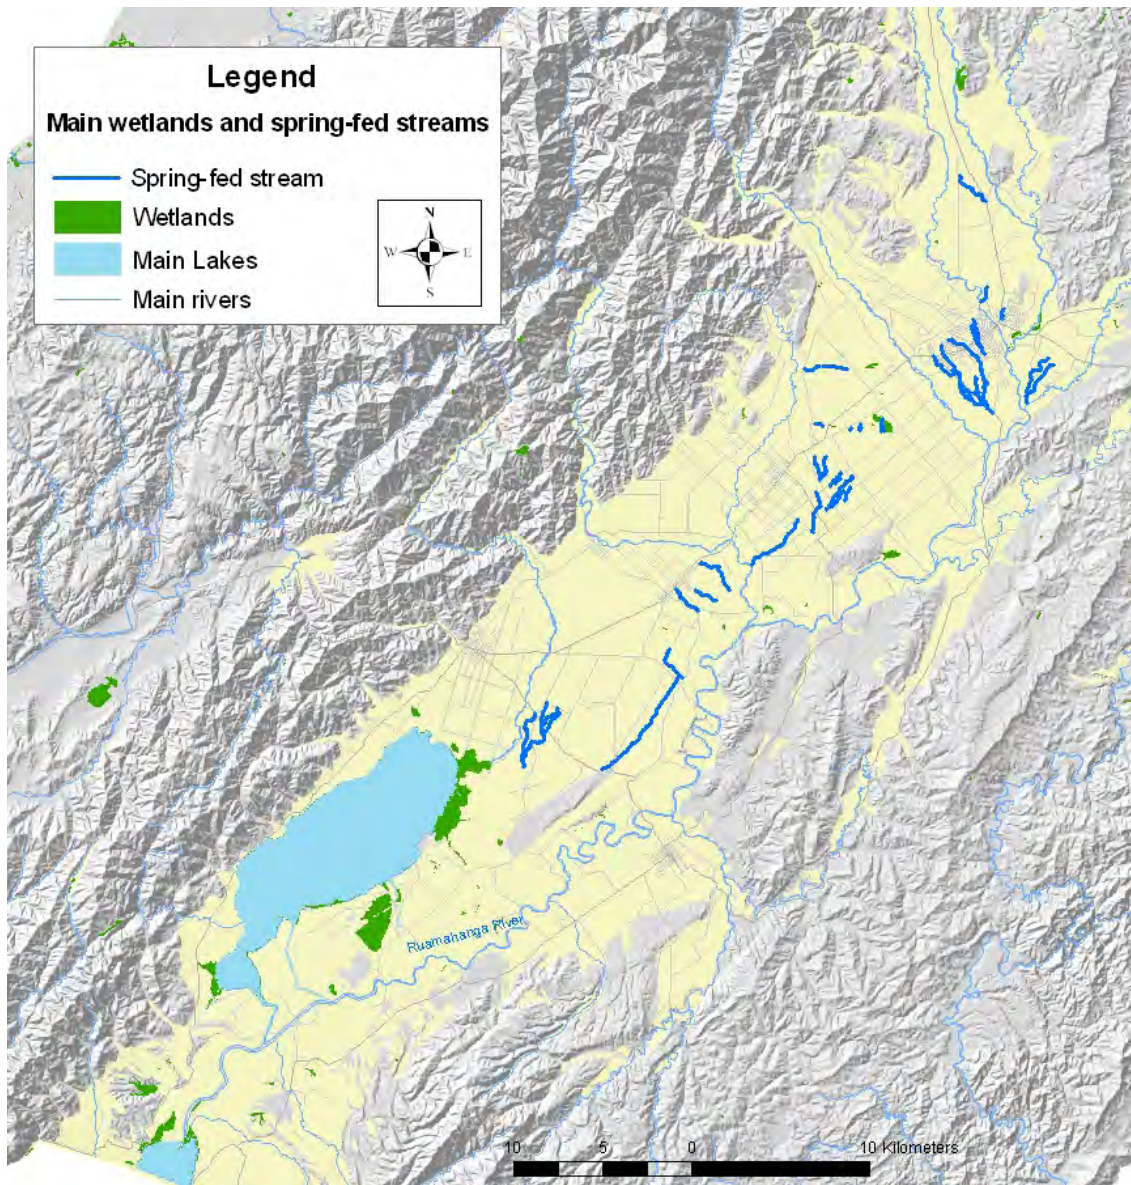 Legend
Main wetlands and spring-fed streams
Spring-fed stream
Wetlands
Main Lakes
Main rivers
N
W E
S
Ruamahanga River
10 5 0 10 Kilometers